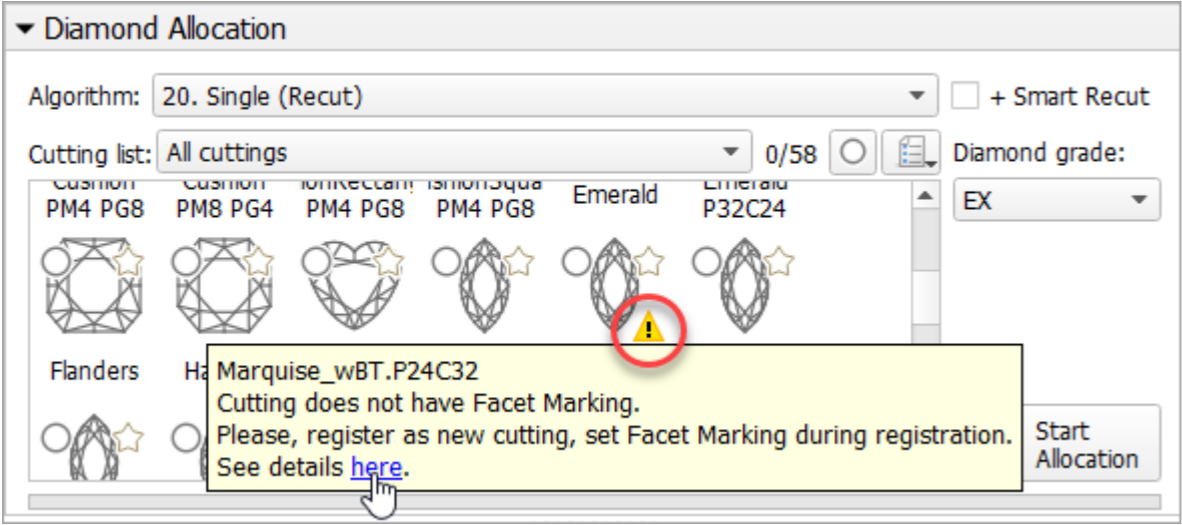 Diamond Allocation
Algorithm: 20. Single (Recut) + Smart Recut
Cutting list: All cuttings 0/58 Diamond grade:
Cushion Cushion Emerald Emerald
PM4 PG8 PM8 PG4 PM4 PG8 PM4 PG8 P32C24
EX
Flanders
Marquise_wBT.P24C32
Cutting does not have Facet Marking.
Please, register as new cutting, set Facet Marking during registration.
See details here.
Start
Allocation